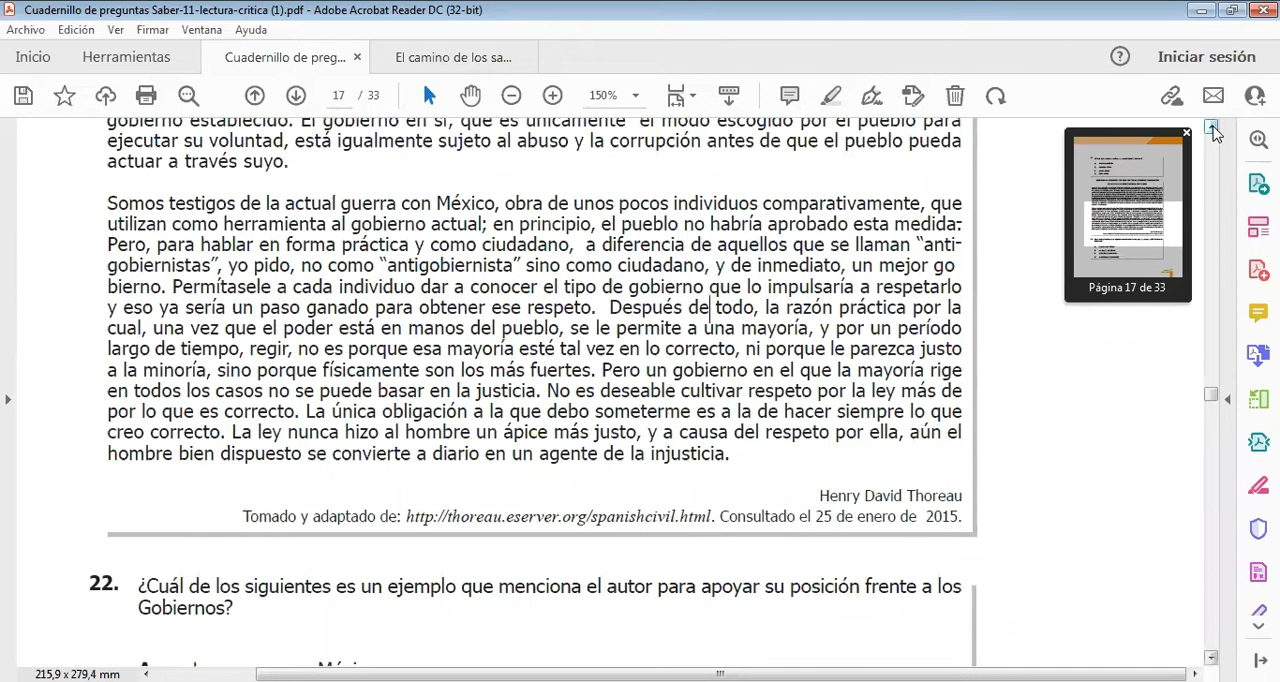 Cuadernillo de preguntas Saber-11-lectura-critica (1).pdf - Adobe Acrobat Reader DC (32-bit)
Archivo Edición Ver Firmar Ventana Ayuda
Inicio Herramientas Cuadernillo de preg... × El camino de los sa... Iniciar sesión
17 / 33 150%
gobierno establecido. El gobierno en sí, que es únicamente el modo escogido por el pueblo para
ejecutar su voluntad, está igualmente sujeto al abuso y la corrupción antes de que el pueblo pueda
actuar a través suyo.
Somos testigos de la actual guerra con México, obra de unos pocos individuos comparativamente, que
utilizan como herramienta al gobierno actual; en principio, el pueblo no habría aprobado esta medida.
Pero, para hablar en forma práctica y como ciudadano, a diferencia de aquellos que se llaman “anti-
gobiernistas”, yo pido, no como “antigobiernista” sino como ciudadano, y de inmediato, un mejor go
bierno. Permítasele a cada individuo dar a conocer el tipo de gobierno que lo impulsaría a respetarlo
y eso ya sería un paso ganado para obtener ese respeto. Después de todo, la razón práctica por la
cual, una vez que el poder está en manos del pueblo, se le permite a una mayoría, y por un período
largo de tiempo, regir, no es porque esa mayoría esté tal vez en lo correcto, ni porque le parezca justo
a la minoría, sino porque físicamente son los más fuertes. Pero un gobierno en el que la mayoría rige
en todos los casos no se puede basar en la justicia. No es deseable cultivar respeto por la ley más de
por lo que es correcto. La única obligación a la que debo someterme es a la de hacer siempre lo que
creo correcto. La ley nunca hizo al hombre un ápice más justo, y a causa del respeto por ella, aún el
hombre bien dispuesto se convierte a diario en un agente de la injusticia.
Henry David Thoreau
Tomado y adaptado de: http://thoreau.eserver.org/spanishcivil.html. Consultado el 25 de enero de 2015.
22. ¿Cuál de los siguientes es un ejemplo que menciona el autor para apoyar su posición frente a los
Gobiernos?
Página 17 de 33
215,9 x 279,4 mm